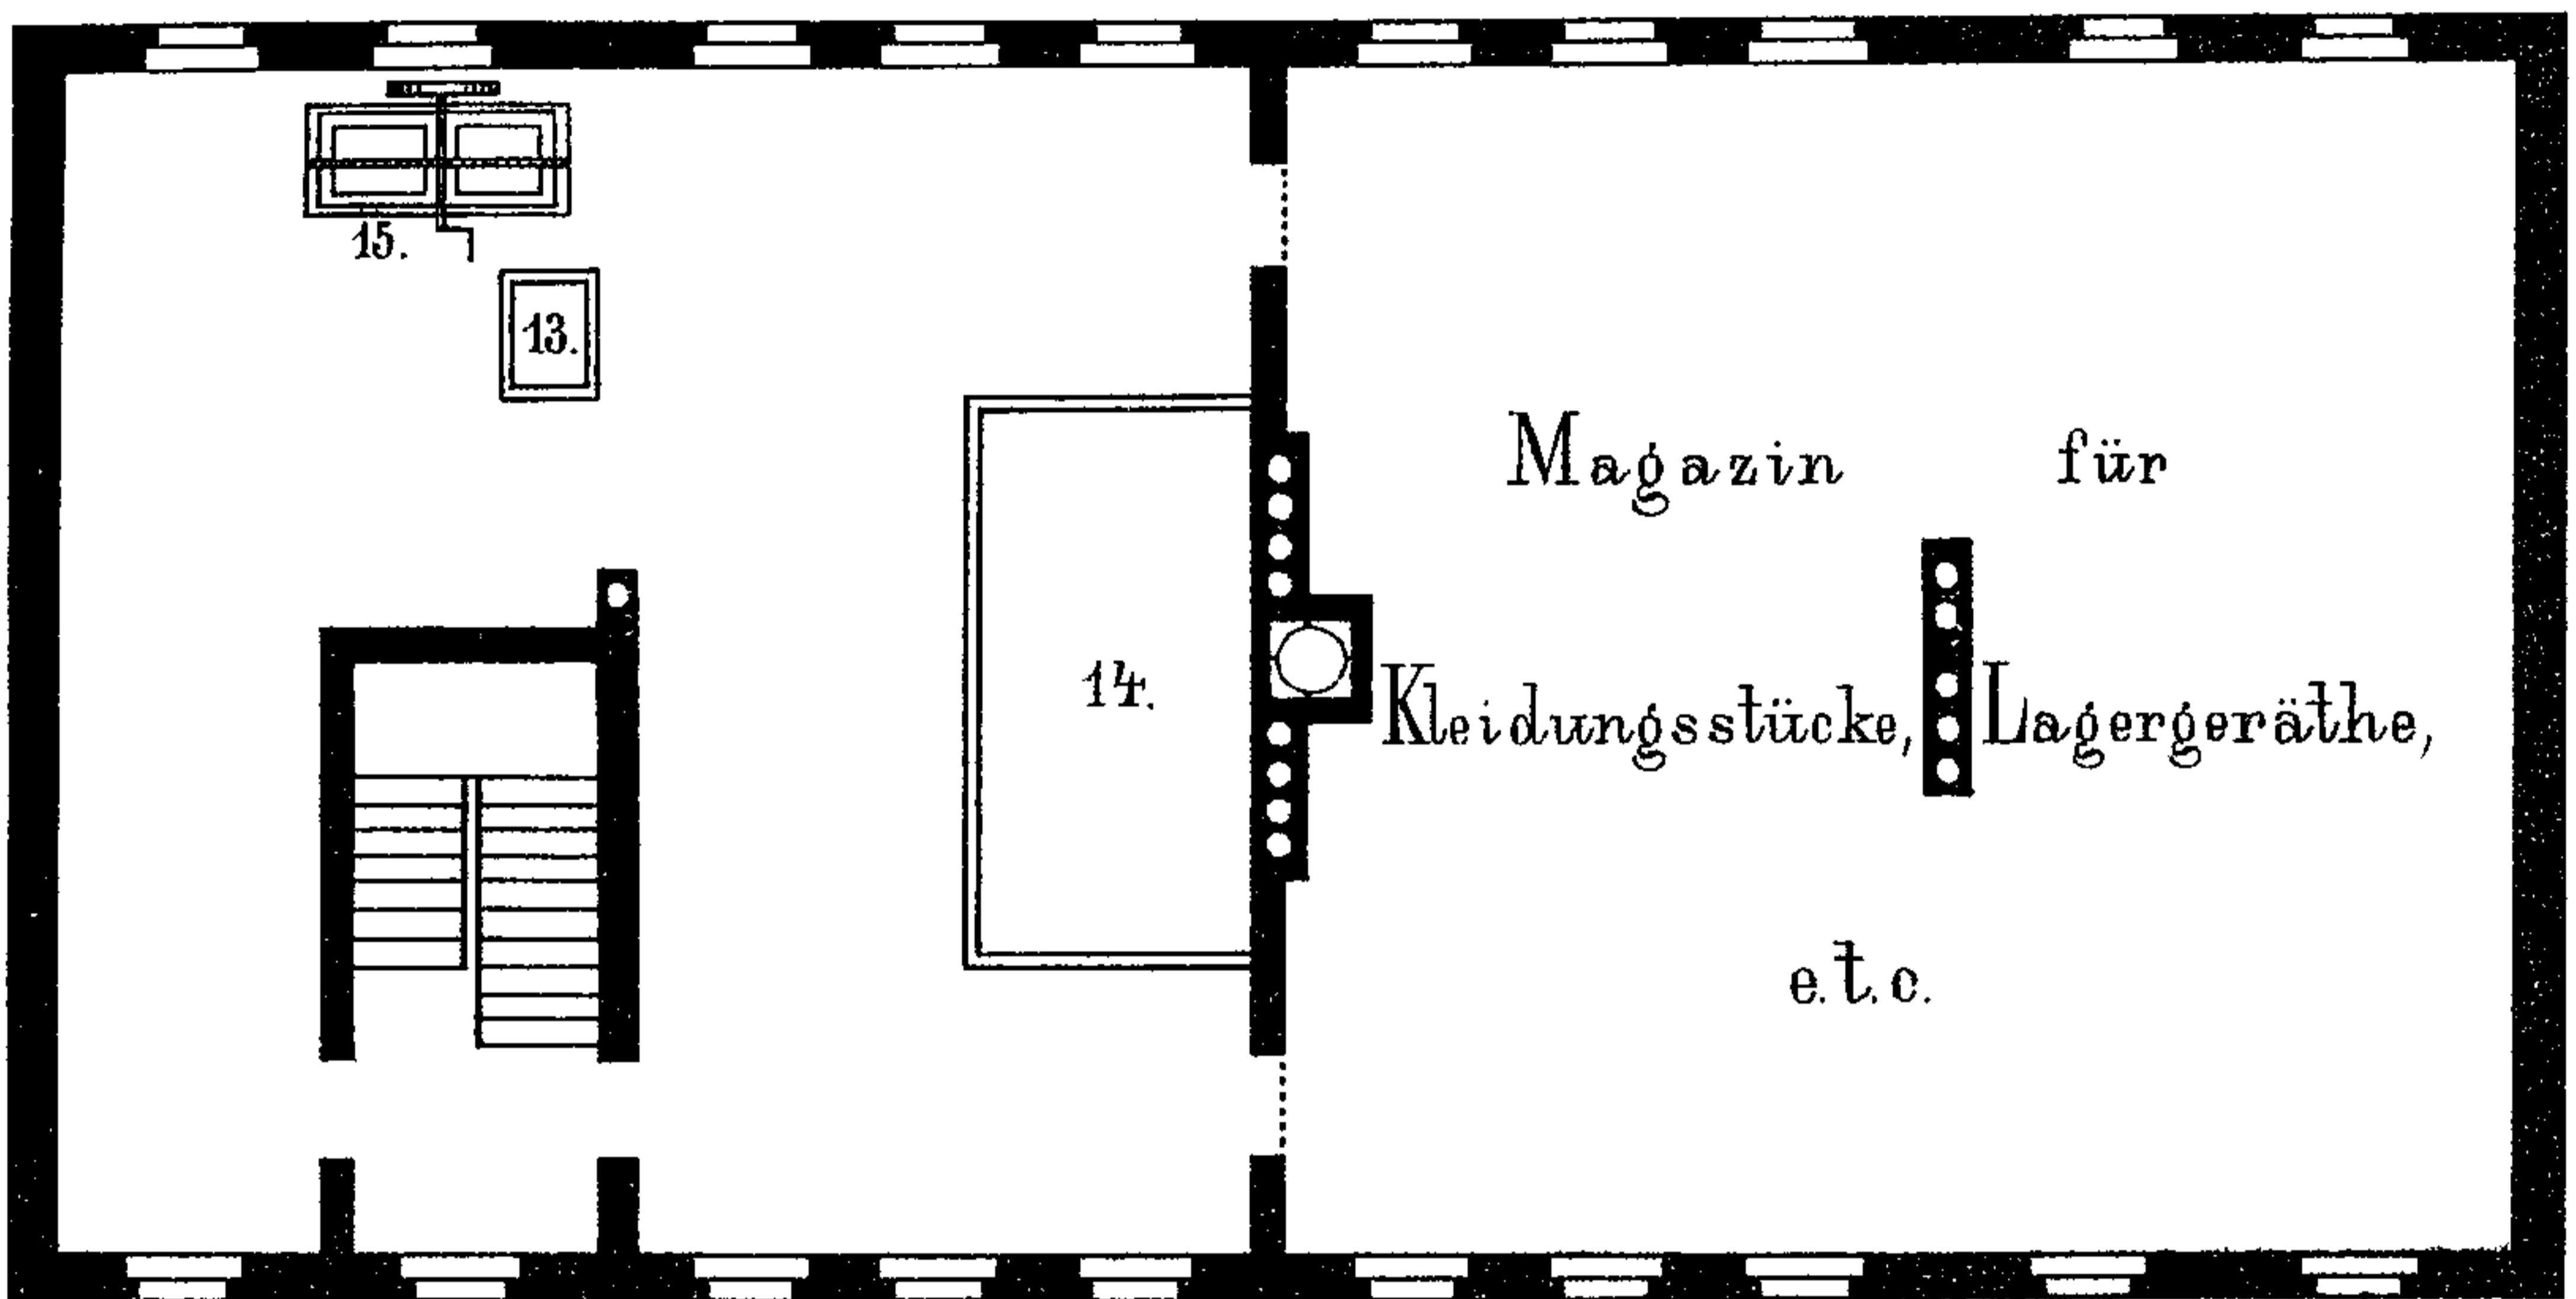 15.
13.
Magazin für
14.
Kleidungsstücke, Lagergeräthe,
e.t.c.